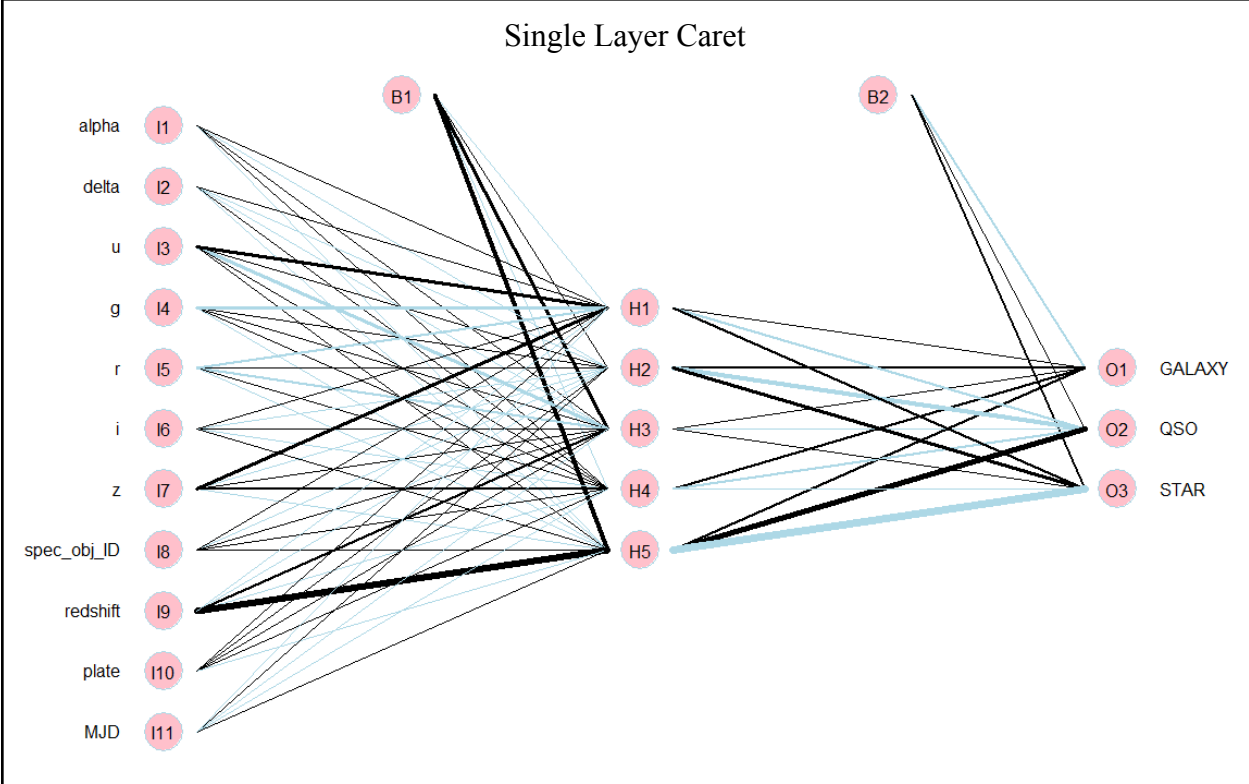 Single Layer Caret
B1
B2
alpha I1
delta I2
u I3
g I4
H1
r I5
H2
O1 GALAXY
i I6
H3
O2 QSO
z I7
H4
O3 STAR
spec_obj_ID I8
H5
redshift I9
plate I10
MJD I11